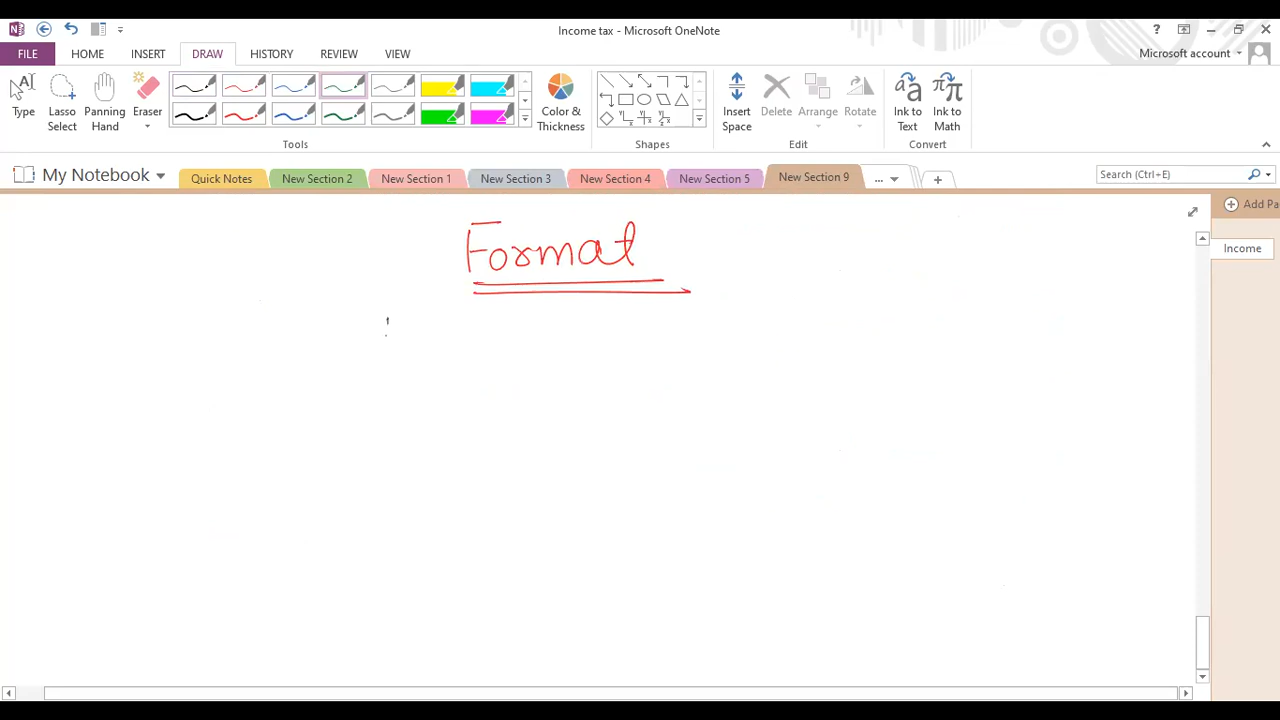 Income tax - Microsoft OneNote
?
FILE HOME INSERT DRAW HISTORY REVIEW VIEW
Microsoft account
Type
Lasso Select
Panning Hand
Eraser
Color & Thickness
Insert Space
Delete
Arrange
Rotate
Ink to Text
Ink to Math
Tools Shapes Edit Convert
My Notebook Quick Notes New Section 2 New Section 1 New Section 3 New Section 4 New Section 5 New Section 9 ... Search (Ctrl+E)
Add Pa
Income
Format